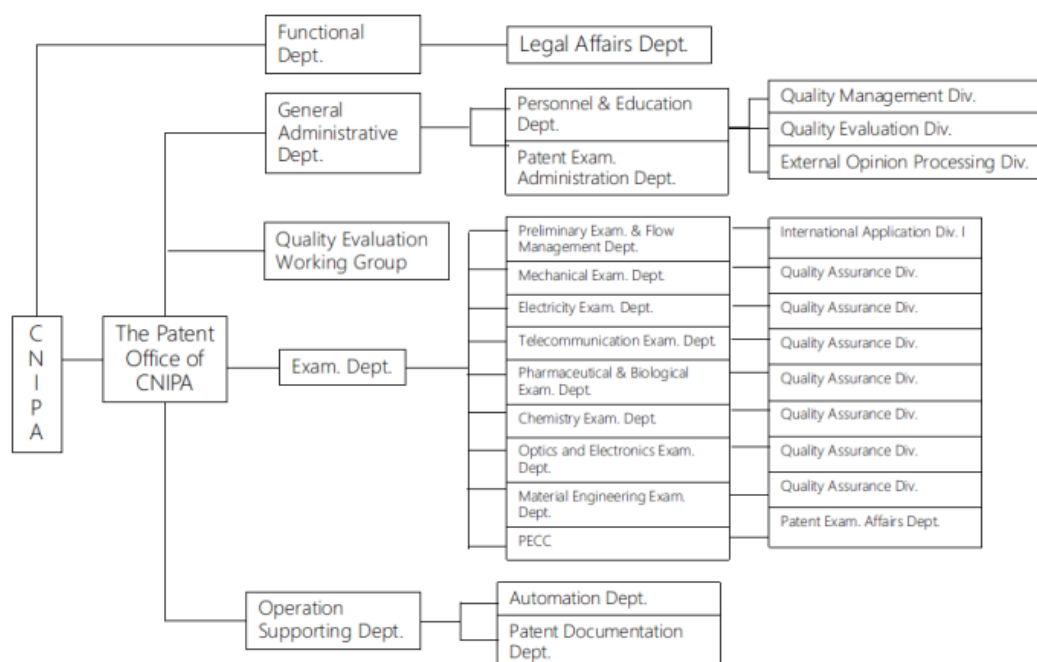 Functional
Dept.
Legal Affairs Dept.
General
Administrative
Dept.
Personnel & Education
Dept.
Patent Exam.
Administration Dept.
Quality Management Div.
Quality Evaluation Div.
External Opinion Processing Div.
Quality Evaluation
Working Group
C
N
I
P
A
The Patent
Office of
CNIPA
Exam. Dept.
Preliminary Exam. & Flow
Management Dept.
International Application Div. I
Mechanical Exam. Dept.
Quality Assurance Div.
Electricity Exam. Dept.
Quality Assurance Div.
Telecommunication Exam. Dept.
Quality Assurance Div.
Pharmaceutical & Biological
Exam. Dept.
Quality Assurance Div.
Chemistry Exam. Dept.
Quality Assurance Div.
Optics and Electronics Exam.
Dept.
Quality Assurance Div.
Material Engineering Exam.
Dept.
Quality Assurance Div.
PECC
Patent Exam. Affairs Dept.
Operation
Supporting Dept.
Automation Dept.
Patent Documentation
Dept.